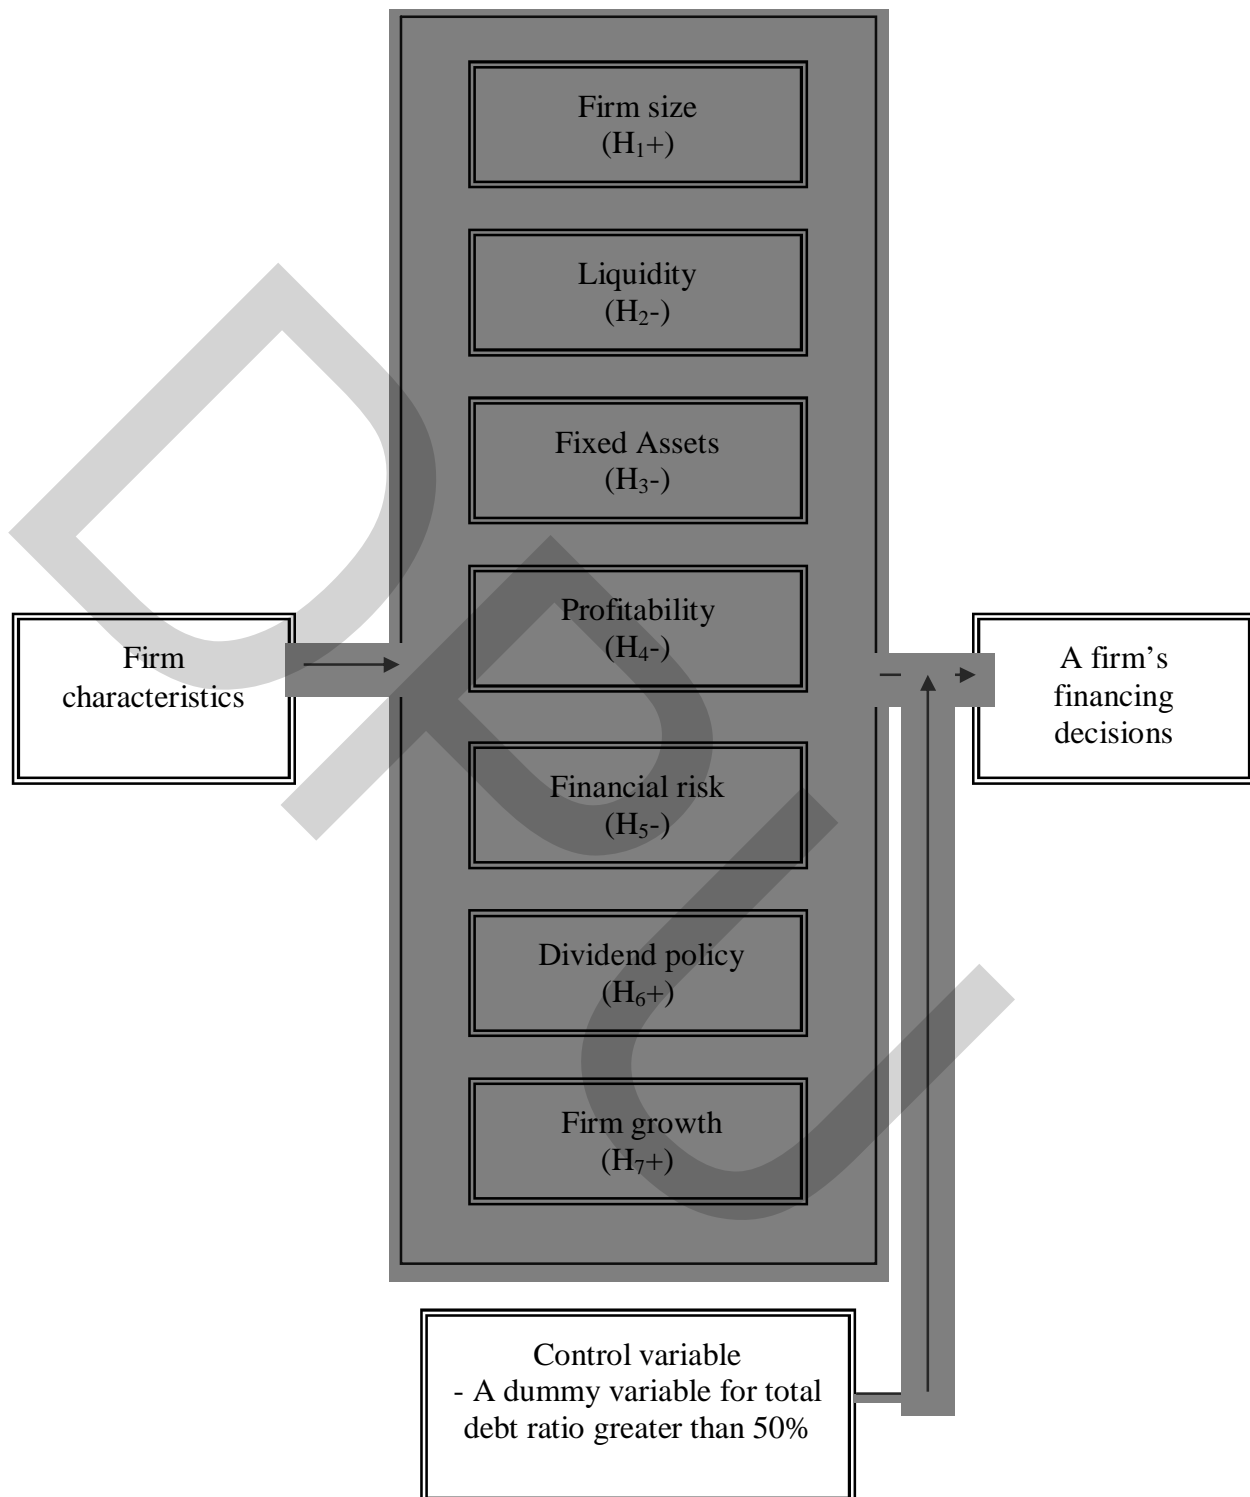 Firm size
(H₁+)
Liquidity
(H₂-)
Fixed Assets
(H₃-)
Profitability
(H₄-)
Firm
characteristics
A firm's
financing
decisions
Financial risk
(H₅-)
Dividend policy
(H₆+)
Firm growth
(H₇+)
Control variable
- A dummy variable for total
debt ratio greater than 50%
DPU